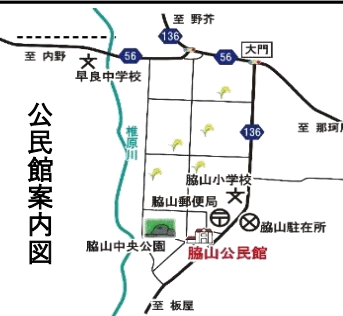 至 野芥
136
大門
56
56
至 内野
早良中学校
136
至 那珂川
公民館案内図
椎原川
脇山小学校
脇山郵便局
脇山駐在所
脇山中央公園
脇山公民館
至 板屋